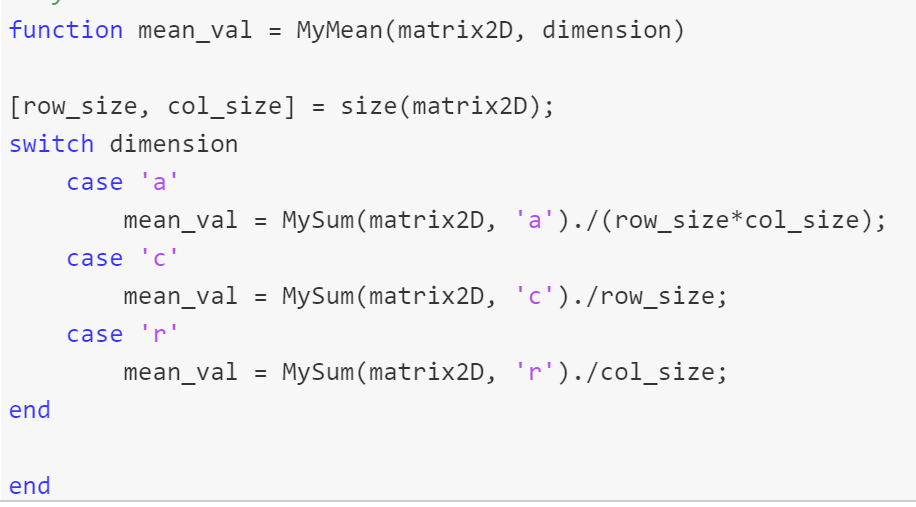 function mean_val = MyMean(matrix2D, dimension)
[row_size, col_size] = size(matrix2D);
switch dimension
    case 'a'
        mean_val = MySum(matrix2D, 'a')./(row_size*col_size);
    case 'c'
        mean_val = MySum(matrix2D, 'c')./row_size;
    case 'r'
        mean_val = MySum(matrix2D, 'r')./col_size;
end
end